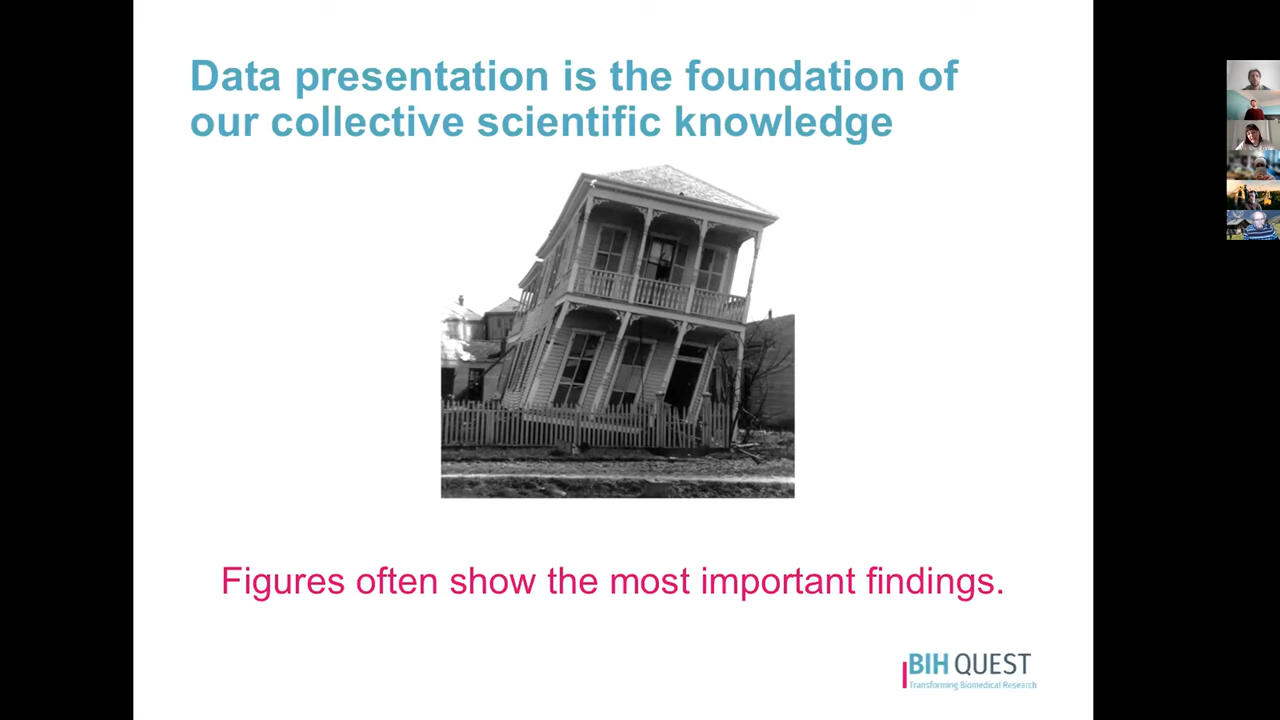 Data presentation is the foundation of
our collective scientific knowledge
Figures often show the most important findings.
BIH QUEST
Transforming Biomedical Research